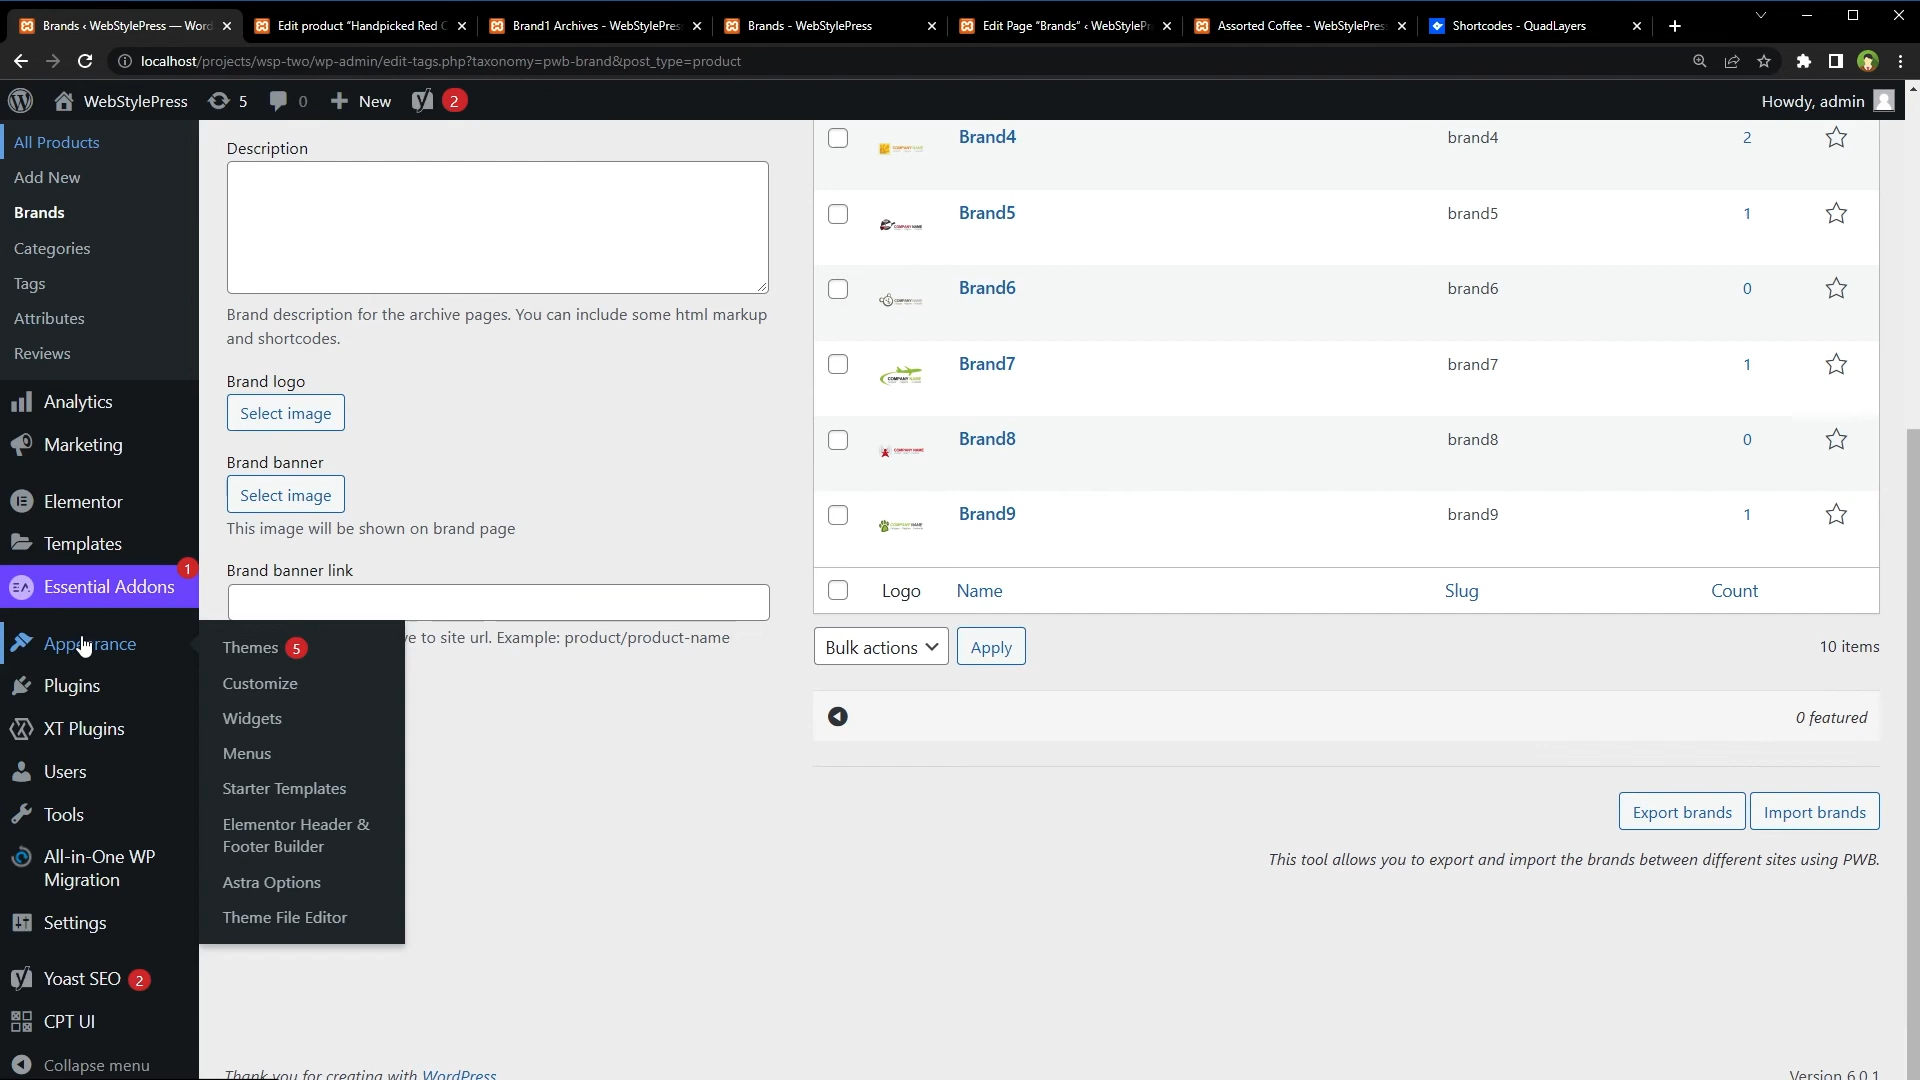 Brands ‹ WebStylePress — Word
Edit product “Handpicked Red C
Brand1 Archives - WebStylePres
Brands - WebStylePress
Edit Page “Brands” ‹ WebStylePr
Assorted Coffee - WebStylePres
Shortcodes - QuadLayers
localhost/projects/wsp-two/wp-admin/edit-tags.php?taxonomy=pwb-brand&post_type=product
WebStylePress
5
0
New
2
Howdy, admin
All Products
Add New
Brands
Categories
Tags
Attributes
Reviews
Analytics
Marketing
Elementor
Templates
Essential Addons
1
Appearance
Plugins
XT Plugins
Users
Tools
All-in-One WP
Migration
Settings
Yoast SEO 2
CPT UI
Collapse menu
Themes 5
Customize
Widgets
Menus
Starter Templates
Elementor Header &
Footer Builder
Astra Options
Theme File Editor
Description
Brand description for the archive pages. You can include some html markup
and shortcodes.
Brand logo
Select image
Brand banner
Select image
This image will be shown on brand page
Brand banner link
e to site url. Example: product/product-name
Brand4 brand4 2
Brand5 brand5 1
Brand6 brand6 0
Brand7 brand7 1
Brand8 brand8 0
Brand9 brand9 1
Logo Name Slug Count
Bulk actions Apply 10 items
0 featured
Export brands Import brands
This tool allows you to export and import the brands between different sites using PWB.
Thank you for creating with WordPress
Version 6.0.1